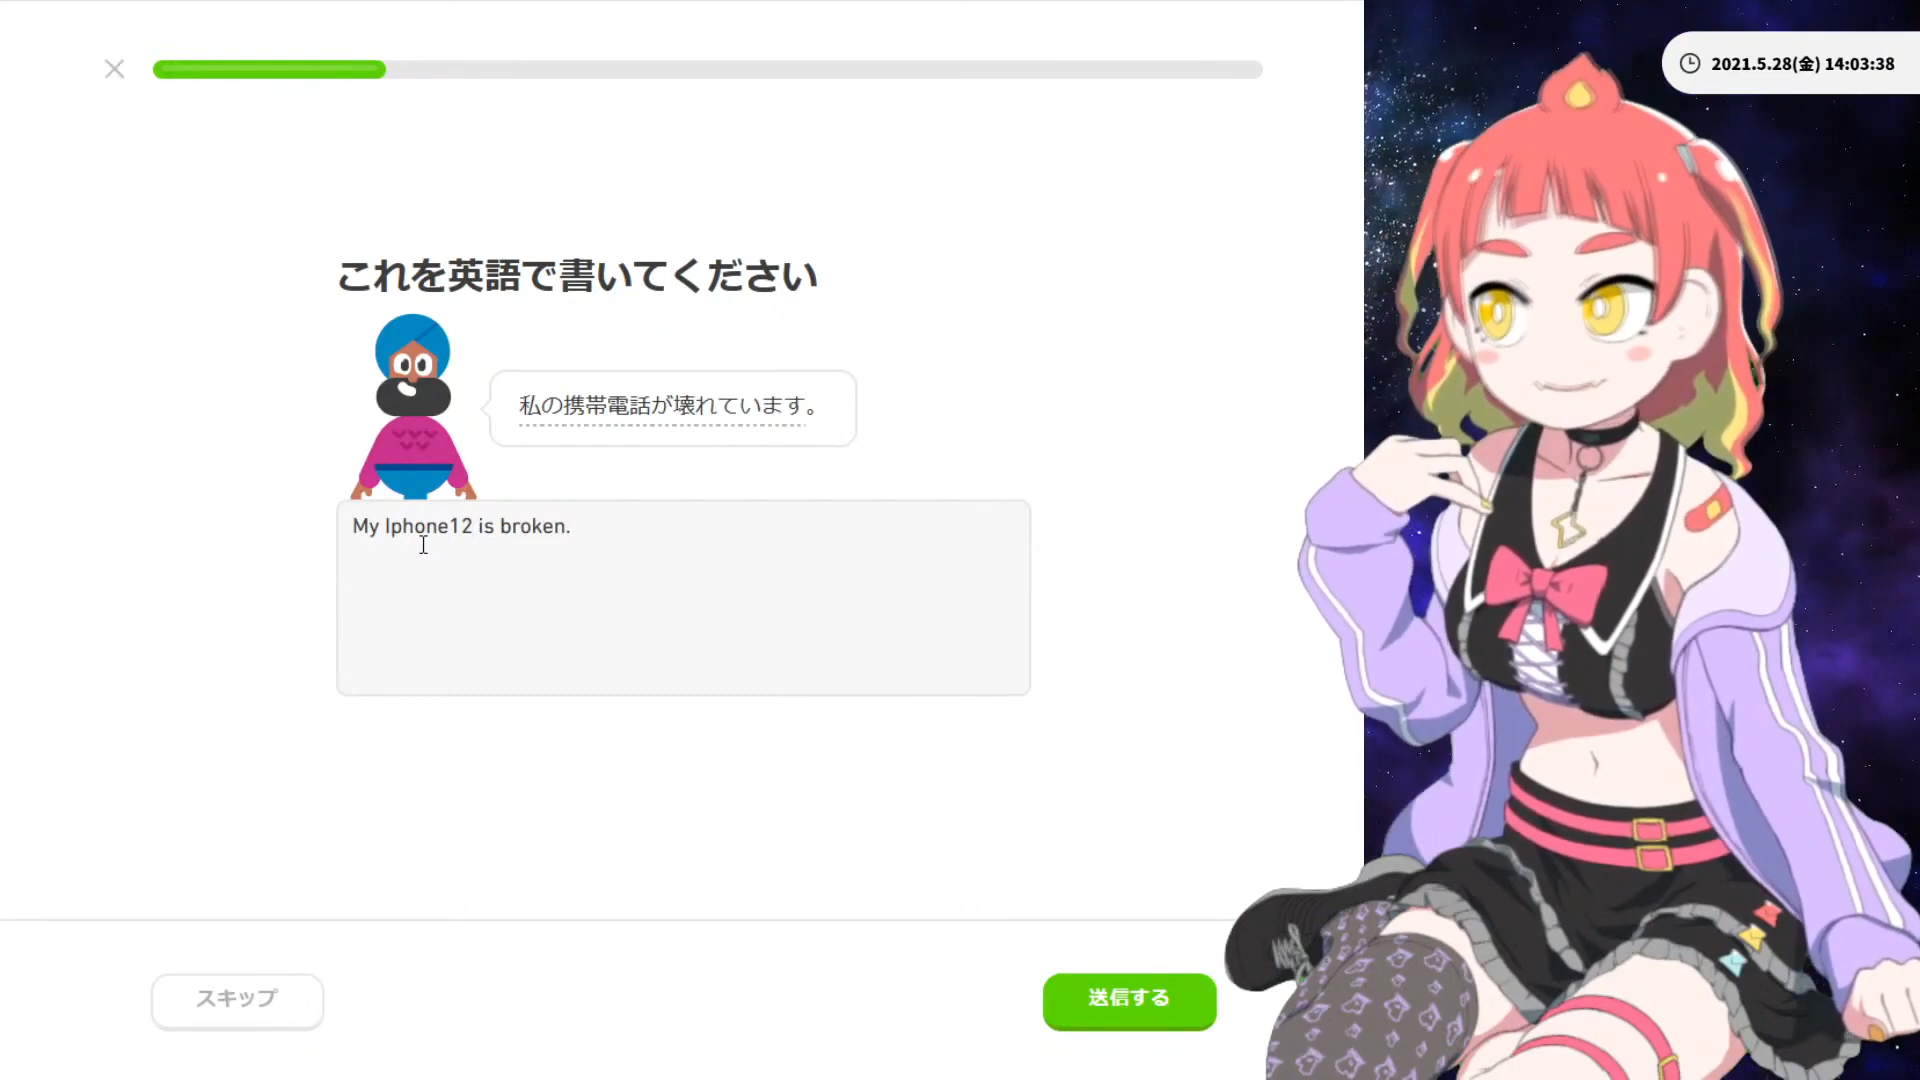 2021.5.28(金) 14:03:38
これを英語で書いてください
私の携帯電話が壊れています。
My Iphone12 is broken.
スキップ
送信する